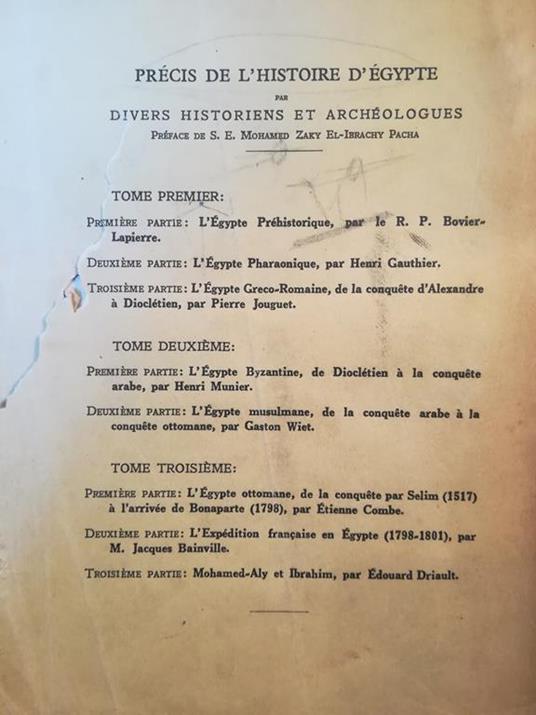 PRÉCIS DE L'HISTOIRE D'ÉGYPTE
PAR
DIVERS HISTORIENS ET ARCHÉOLOGUES
PRÉFACE DE S. E. MOHAMED ZAKY EL-IBRACHY PACHA
TOME PREMIER:
PREMIÈRE PARTIE: L'Égypte Préhistorique, par le R. P. Bovier-
Lapierre.
DEUXIÈME PARTIE: L'Égypte Pharaonique, par Henri Gauthier.
TROISIÈME PARTIE: L'Égypte Greco-Romaine, de la conquête d'Alexandre
à Dioclétien, par Pierre Jouguet.
TOME DEUXIÈME:
PREMIÈRE PARTIE: L'Égypte Byzantine, de Dioclétien à la conquête
arabe, par Henri Munier.
DEUXIÈME PARTIE: L'Égypte musulmane, de la conquête arabe à la
conquête ottomane, par Gaston Wiet.
TOME TROISIÈME:
PREMIÈRE PARTIE: L'Égypte ottomane, de la conquête par Selim (1517)
à l'arrivée de Bonaparte (1798), par Étienne Combe.
DEUXIÈME PARTIE: L'Expédition française en Égypte (1798-1801), par
M. Jacques Bainville.
TROISIÈME PARTIE: Mohamed-Aly et Ibrahim, par Édouard Driault.